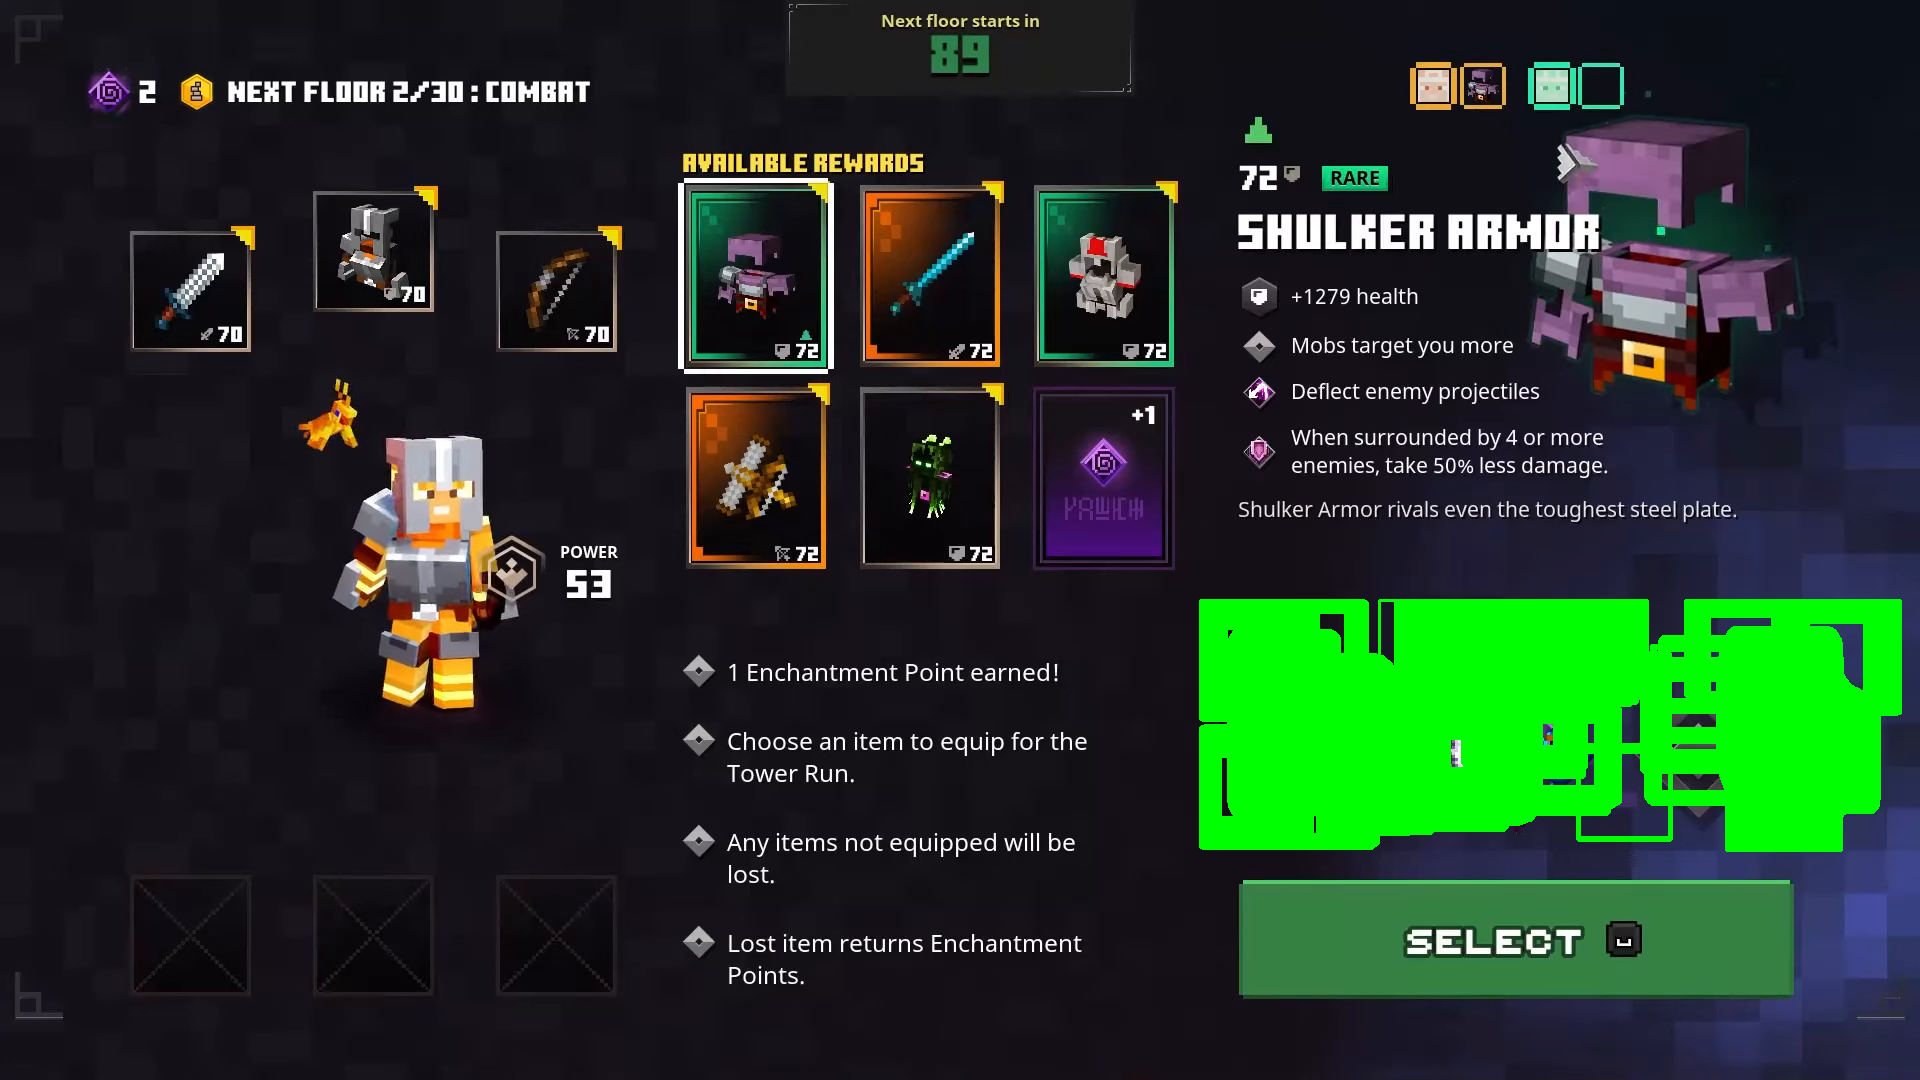 Next floor starts in
89
2 NEXT FLOOR 2/30 : COMBAT
70
70
70
POWER
53
AVAILABLE REWARDS
72
72
72
72
72
+1
1 Enchantment Point earned!
Choose an item to equip for the
Tower Run.
Any items not equipped will be
lost.
Lost item returns Enchantment
Points.
72 RARE
SHULKER ARMOR
+1279 health
Mobs target you more
Deflect enemy projectiles
When surrounded by 4 or more
enemies, take 50% less damage.
Shulker Armor rivals even the toughest steel plate.
SELECT